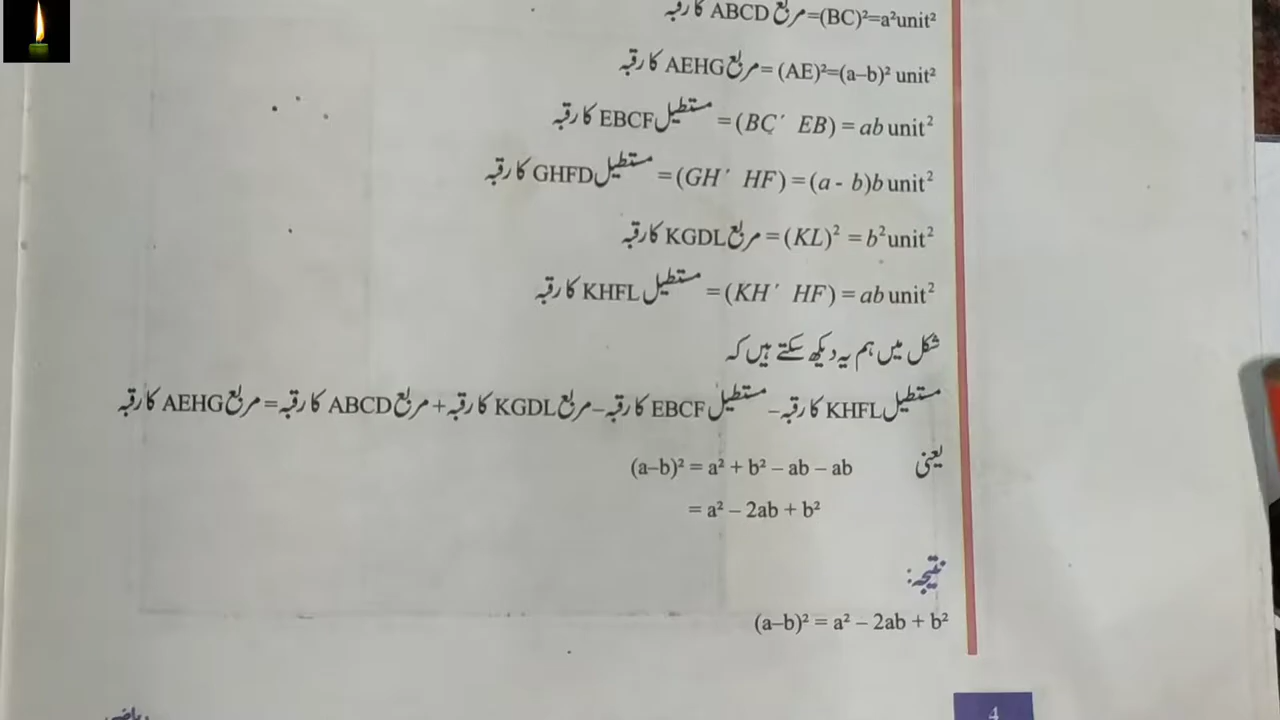 مربع ABCD کا رقبہ =(BC)²=a²unit²
مربع AEHG کا رقبہ = (AE)²=(a–b)² unit²
مستطیل EBCF کا رقبہ = (BC´ EB) = ab unit²
مستطیل GHFD کا رقبہ = (GH´ HF) = (a - b)b unit²
مربع KGDL کا رقبہ = (KL)² = b² unit²
مستطیل KHFL کا رقبہ = (KH´ HF) = ab unit²
شکل میں ہم یہ دیکھ سکتے ہیں کہ
مستطیل KHFL کا رقبہ – مستطیل EBCF کا رقبہ – مربع KGDL کا رقبہ + مربع ABCD کا رقبہ = مربع AEHG کا رقبہ
یعنی (a–b)² = a² + b² – ab – ab
= a² – 2ab + b²
نتیجہ:
(a–b)² = a² – 2ab + b²
4
ریاضی